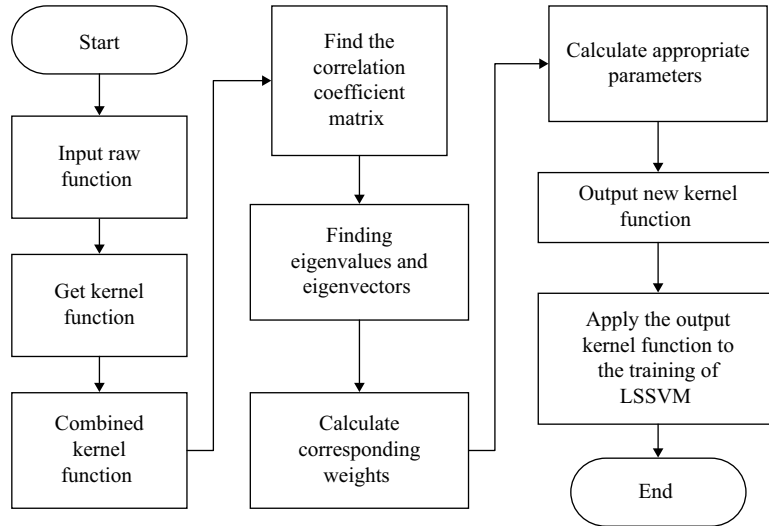 Start
Input raw
function
Get kernel
function
Combined
kernel
function
Find the
correlation
coefficient
matrix
Finding
eigenvalues and
eigenvectors
Calculate
corresponding
weights
Calculate appropriate
parameters
Output new kernel
function
Apply the output
kernel function to
the training of
LSSVM
End